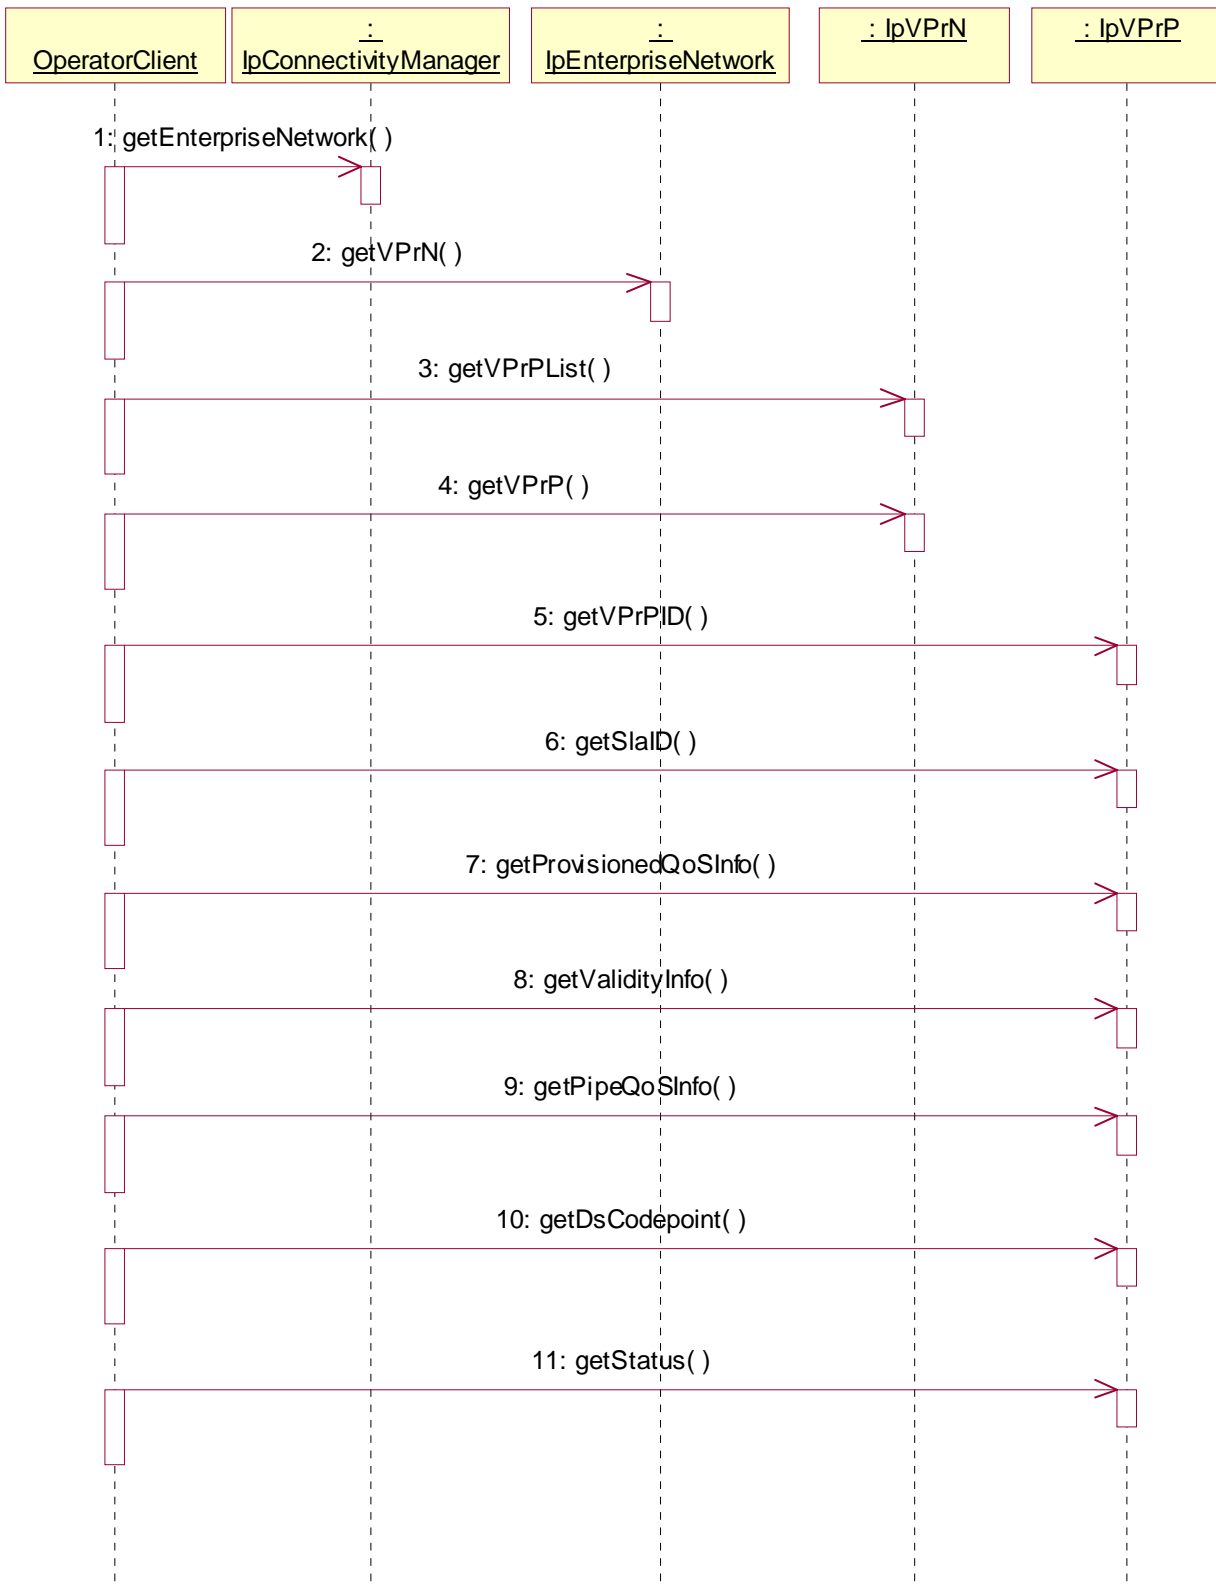 OperatorClient
:
IpConnectivityManager
:
IpEnterpriseNetwork
: IpVPrN
: IpVPrP
1: getEnterpriseNetwork( )
2: getVPrN( )
3: getVPrPList( )
4: getVPrP( )
5: getVPrPID( )
6: getSlaID( )
7: getProvisionedQoSInfo( )
8: getValidityInfo( )
9: getPipeQoSInfo( )
10: getDsCodepoint( )
11: getStatus( )